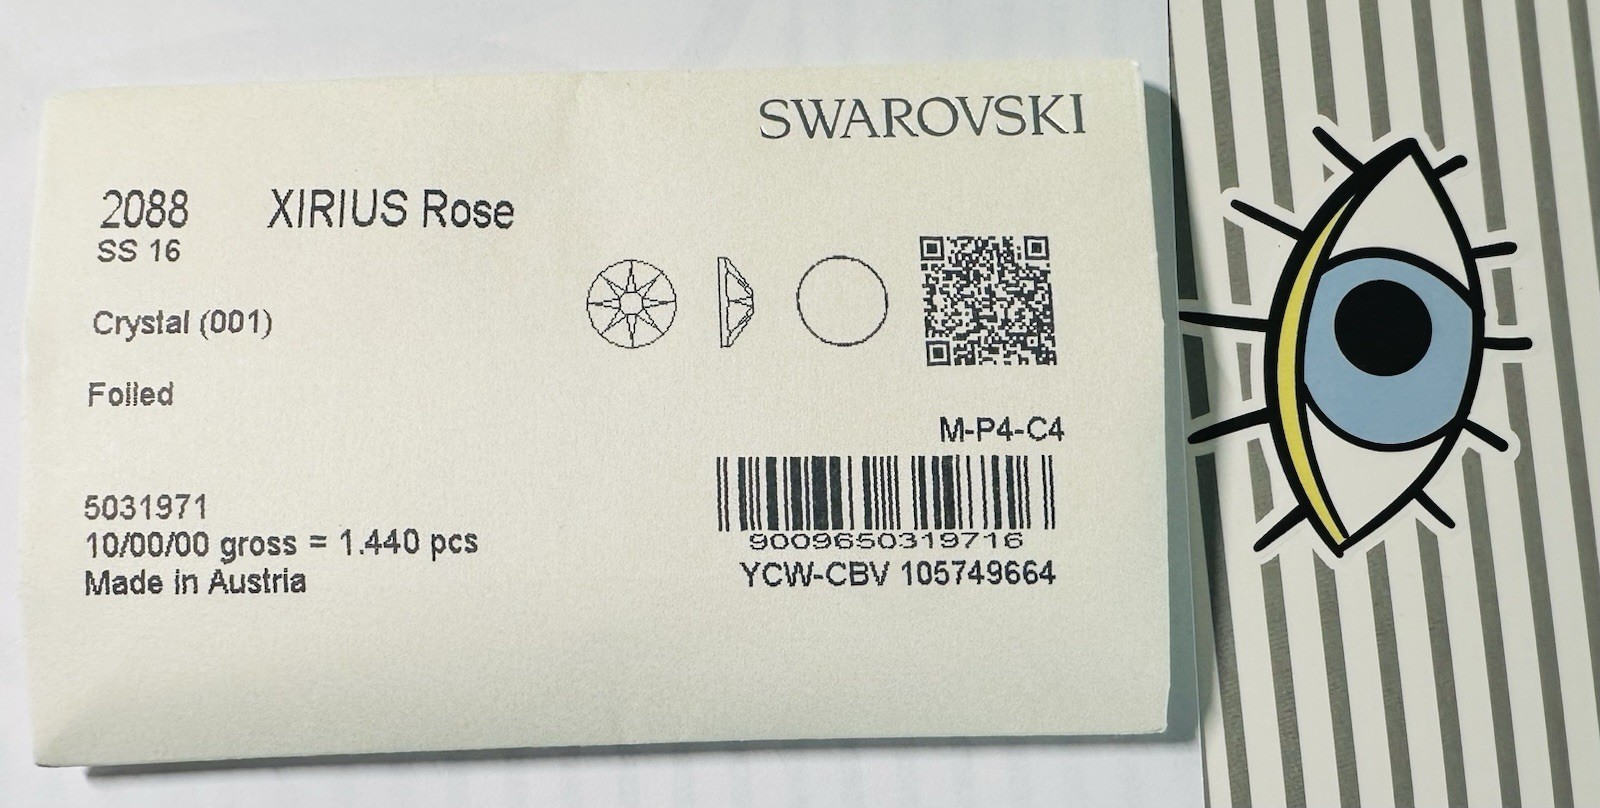 SWAROVSKI
2088 XIRIUS Rose
SS 16
Crystal (001)
Foiled
M-P4-C4
5031971
10/00/00 gross = 1.440 pcs
Made in Austria
9009650319716
YCW-CBV 105749664